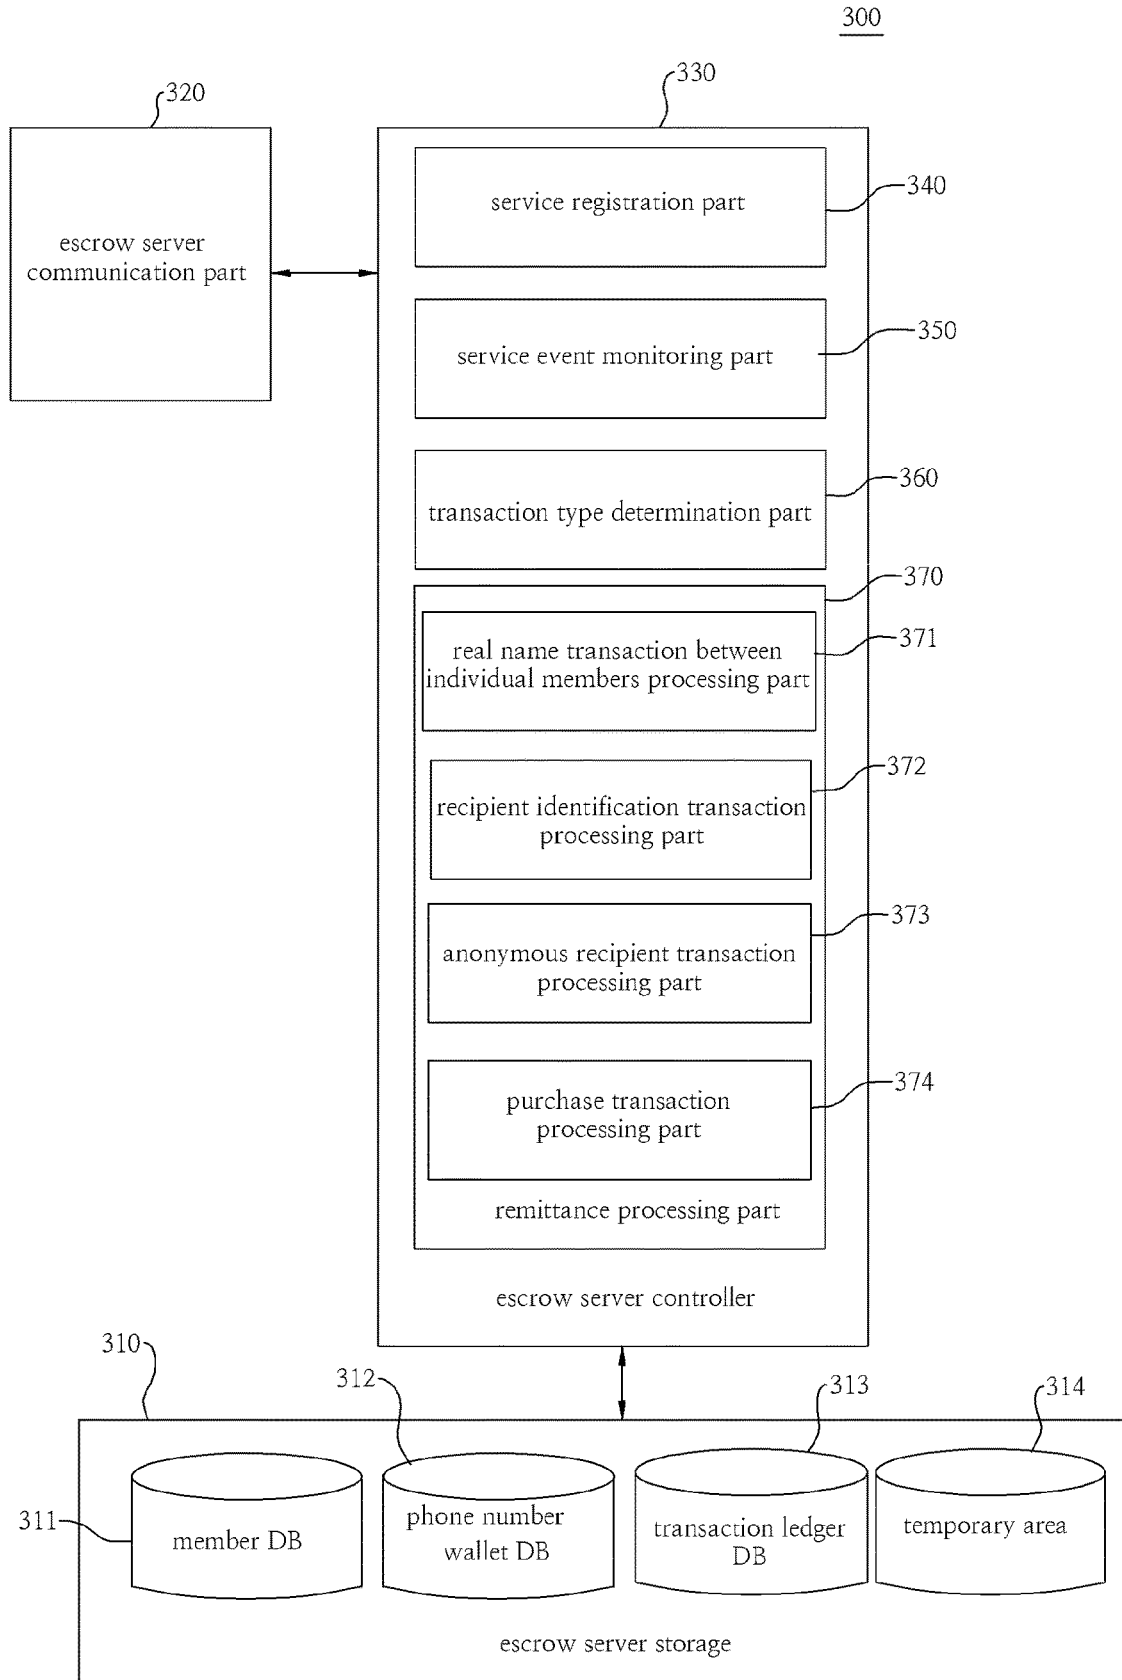 300
320
330
escrow server
communication part
service registration part
340
service event monitoring part
350
transaction type determination part
360
370
real name transaction between
individual members processing part
371
recipient identification transaction
processing part
372
anonymous recipient transaction
processing part
373
purchase transaction
processing part
374
remittance processing part
escrow server controller
310
312
313
314
311
member DB
phone number
wallet DB
transaction ledger
DB
temporary area
escrow server storage